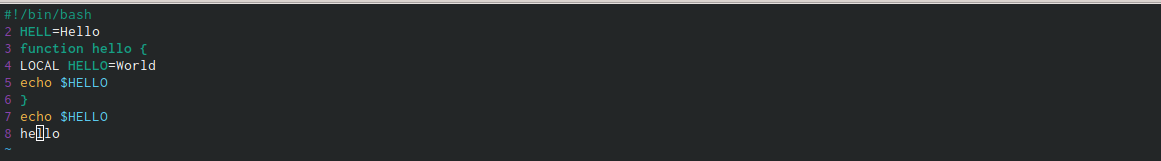 #!/bin/bash
2 HELL=Hello
3 function hello {
4 LOCAL HELLO=World
5 echo $HELLO
6 }
7 echo $HELLO
8 hello
~